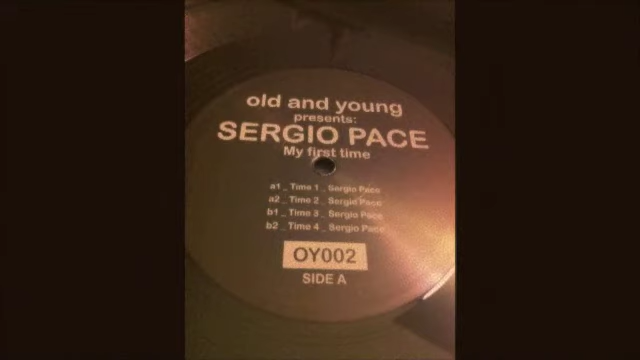 old and young
presents:
SERGIO PACE
My first time
a1 _ Time 1 _ Sergio Pace
a2 _ Time 2 _ Sergio Pace
b1 _ Time 3 _ Sergio Pace
b2 _ Time 4 _ Sergio Pace
OY002
SIDE A